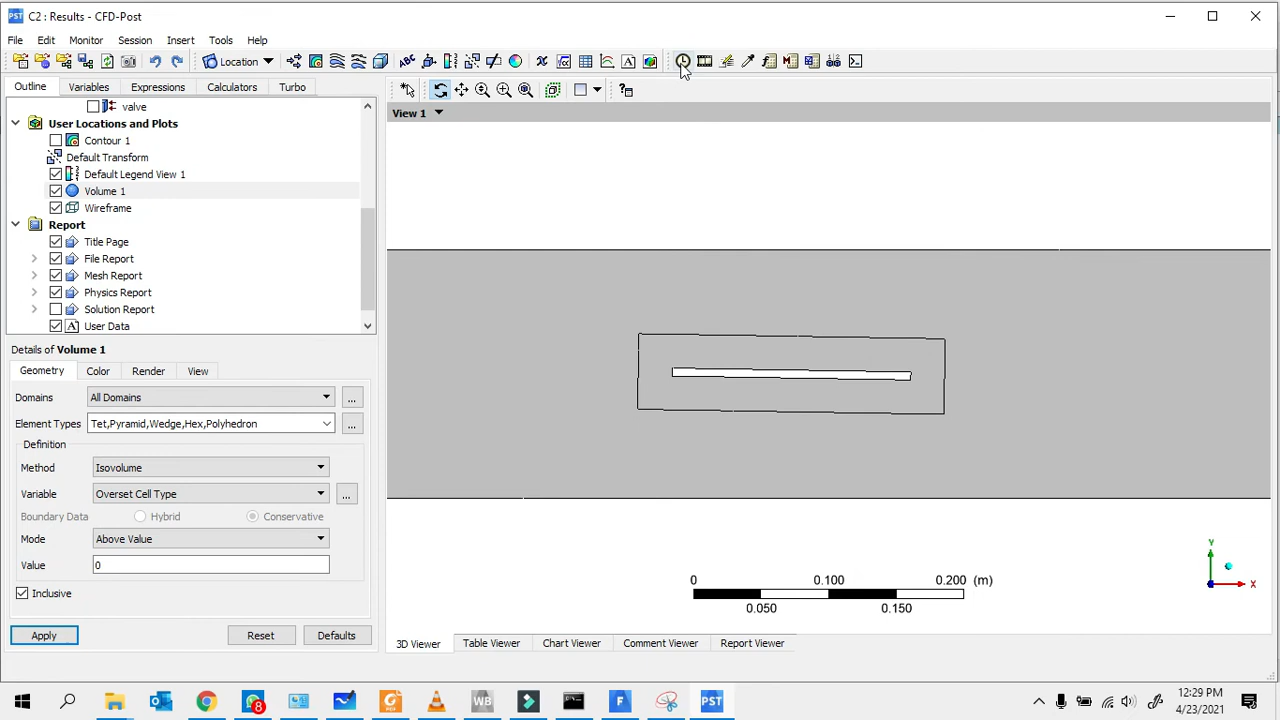 C2 : Results - CFD-Post
File Edit Monitor Session Insert Tools Help
Location
Outline Variables Expressions Calculators Turbo
View 1
valve
User Locations and Plots
Contour 1
Default Transform
Default Legend View 1
Volume 1
Wireframe
Report
Title Page
File Report
Mesh Report
Physics Report
Solution Report
User Data
Details of Volume 1
Geometry Color Render View
Domains All Domains ...
Element Types Tet,Pyramid,Wedge,Hex,Polyhedron ...
Definition
Method Isovolume
Variable Overset Cell Type ...
Boundary Data Hybrid Conservative
Mode Above Value
Value 0
Inclusive
Apply Reset Defaults
0 0.100 0.200 (m)
0.050 0.150
Y
X
3D Viewer Table Viewer Chart Viewer Comment Viewer Report Viewer
8 WB F PST
12:29 PM
4/23/2021